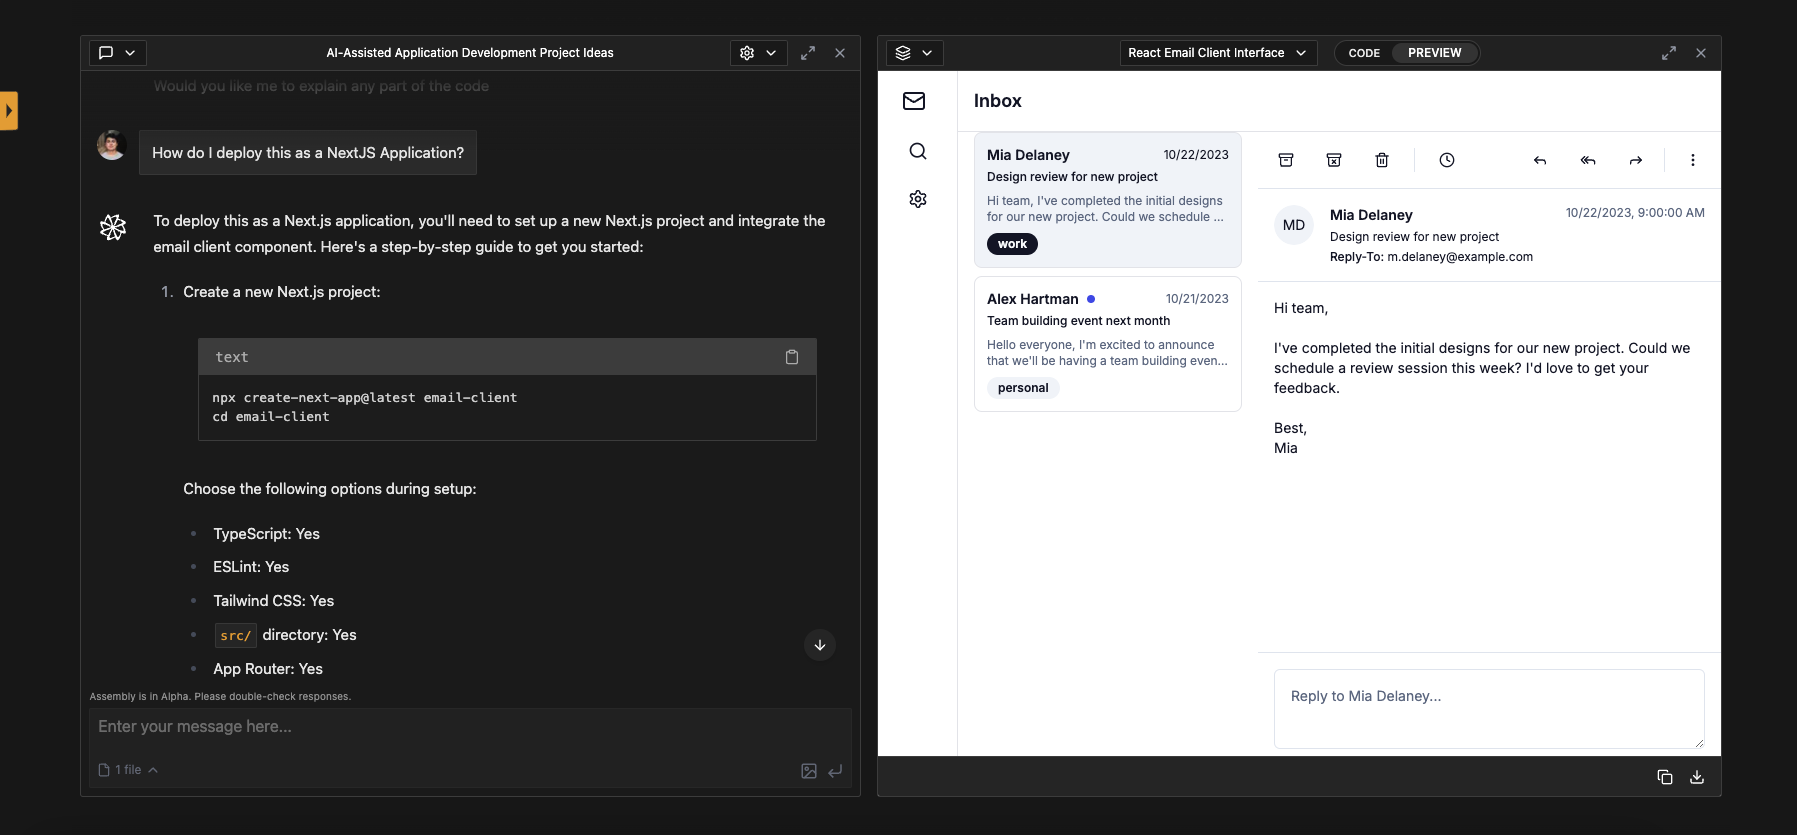 AI-Assisted Application Development Project Ideas
Would you like me to explain any part of the code
How do I deploy this as a NextJS Application?
To deploy this as a Next.js application, you'll need to set up a new Next.js project and integrate the
email client component. Here's a step-by-step guide to get you started:
1. Create a new Next.js project:
text
npx create-next-app@latest email-client
cd email-client
Choose the following options during setup:
TypeScript: Yes
ESLint: Yes
Tailwind CSS: Yes
src/ directory: Yes
App Router: Yes
Assembly is in Alpha. Please double-check responses.
Enter your message here...
1 file
React Email Client Interface
CODE
PREVIEW
Inbox
Mia Delaney
10/22/2023
Design review for new project
Hi team, I've completed the initial designs
for our new project. Could we schedule ...
work
Alex Hartman
10/21/2023
Team building event next month
Hello everyone, I'm excited to announce
that we'll be having a team building even...
personal
MD
Mia Delaney
10/22/2023, 9:00:00 AM
Design review for new project
Reply-To: m.delaney@example.com
Hi team,
I've completed the initial designs for our new project. Could we
schedule a review session this week? I'd love to get your
feedback.
Best,
Mia
Reply to Mia Delaney...